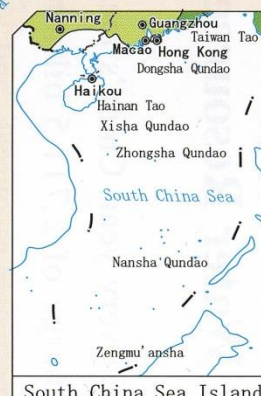 Nanning
Guangzhou
Taiwan Tao
Macao Hong Kong
Dongsha Qundao
Haikou
Hainan Tao
Xisha Qundao
Zhongsha Qundao
South China Sea
Nansha Qundao
Zengmu'ansha
South China Sea Island